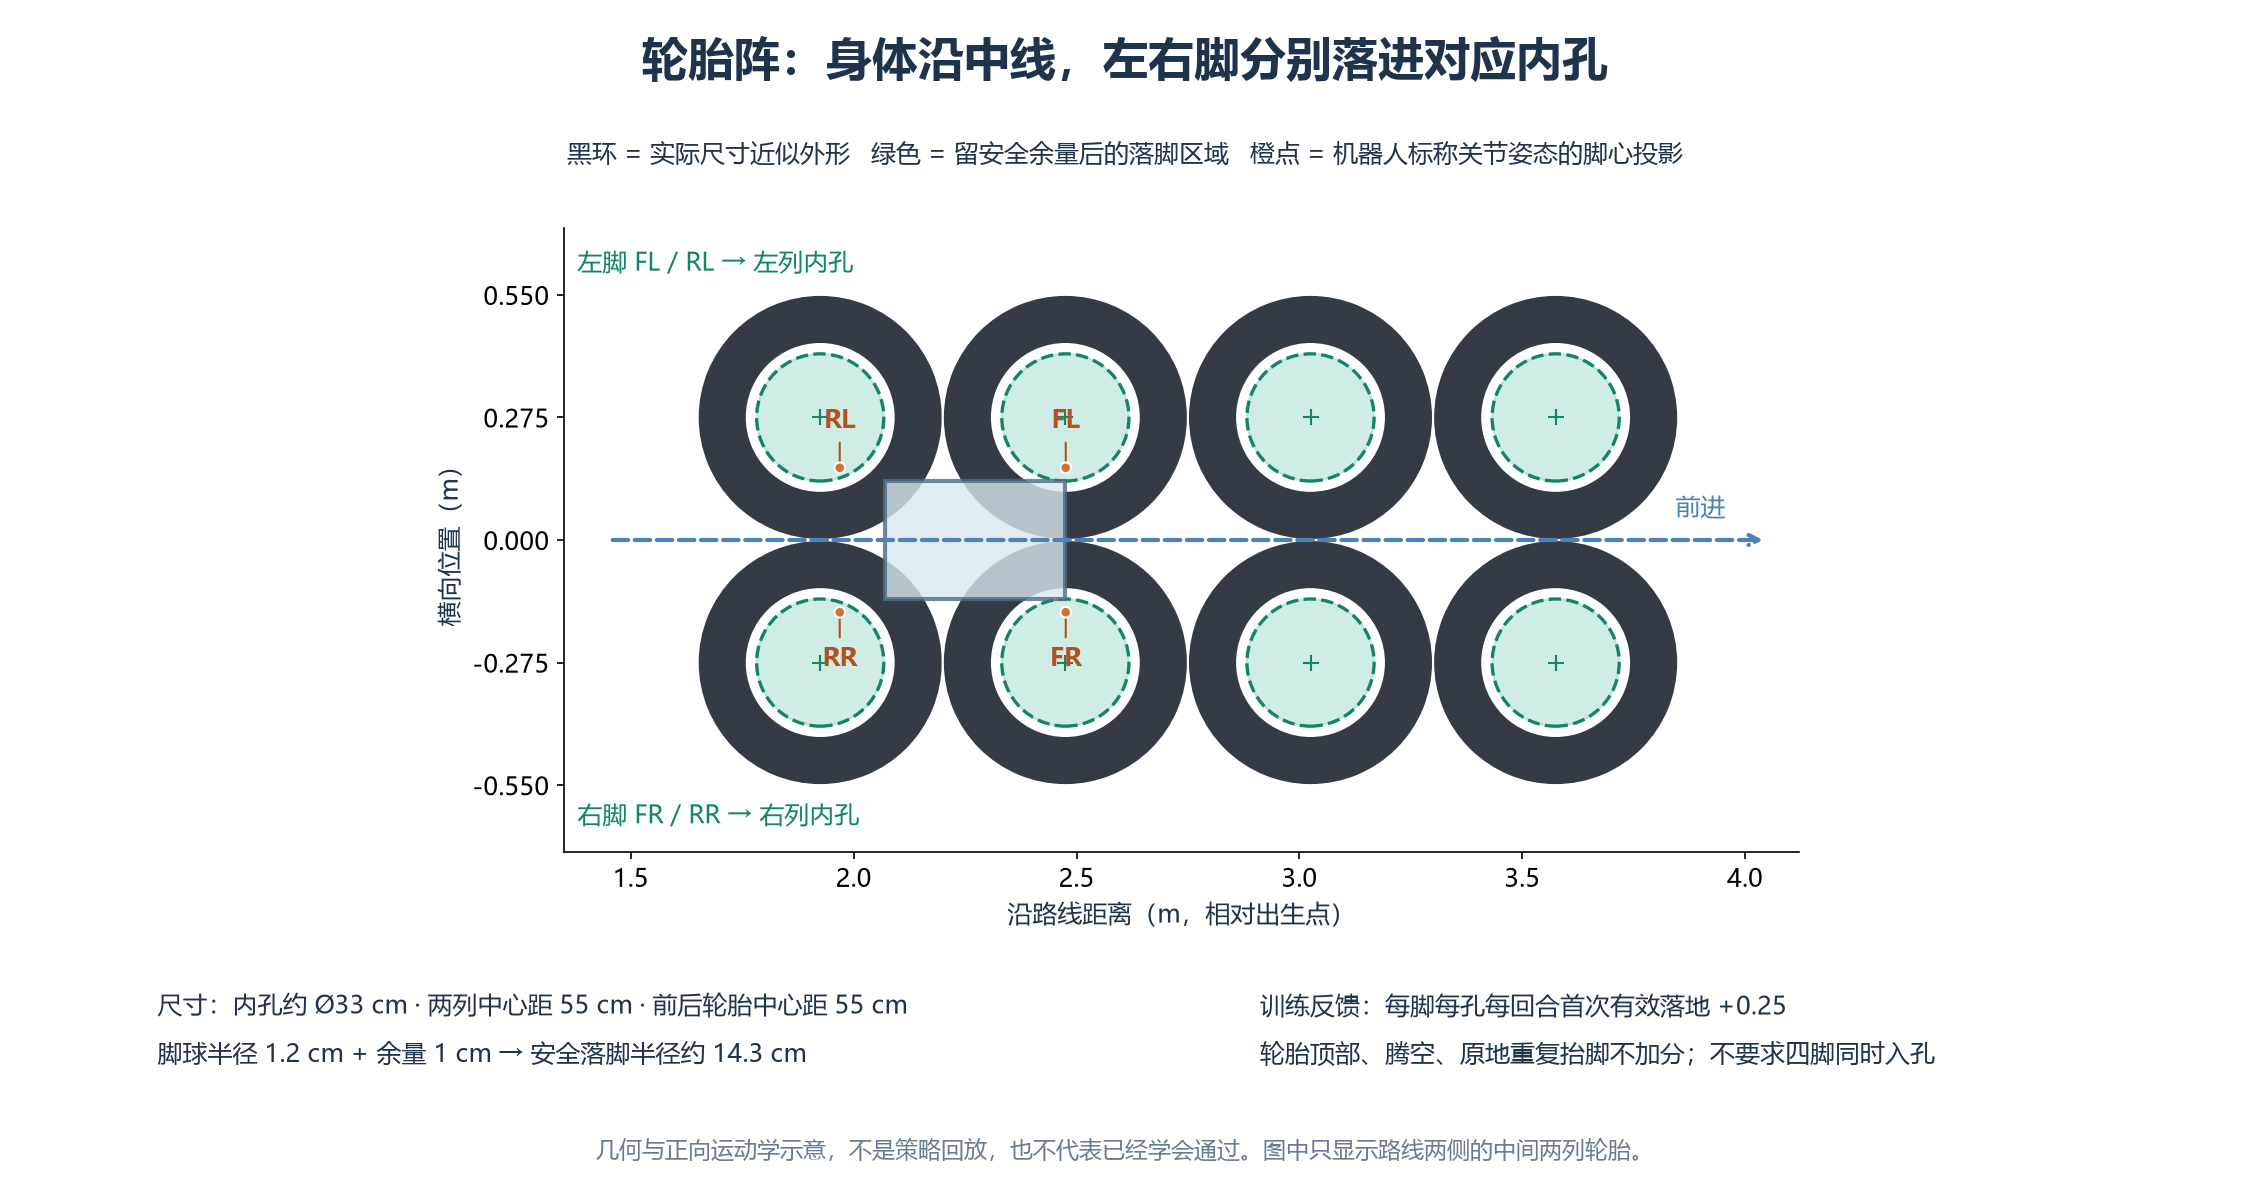 轮胎阵：身体沿中线，左右脚分别落进对应内孔
黑环 = 实际尺寸近似外形   绿色 = 留安全余量后的落脚区域   橙点 = 机器人标称关节姿态的脚心投影
左脚 FL / RL → 左列内孔
0.550
0.275
0.000
-0.275
-0.550
横向位置（m）
RL
FL
前进
RR
FR
右脚 FR / RR → 右列内孔
1.5
2.0
2.5
3.0
3.5
4.0
沿路线距离（m，相对出生点）
尺寸：内孔约 Ø33 cm · 两列中心距 55 cm · 前后轮胎中心距 55 cm
脚球半径 1.2 cm + 余量 1 cm → 安全落脚半径约 14.3 cm
训练反馈：每脚每孔每回合首次有效落地 +0.25
轮胎顶部、腾空、原地重复抬脚不加分；不要求四脚同时入孔
几何与正向运动学示意，不是策略回放，也不代表已经学会通过。图中只显示路线两侧的中间两列轮胎。